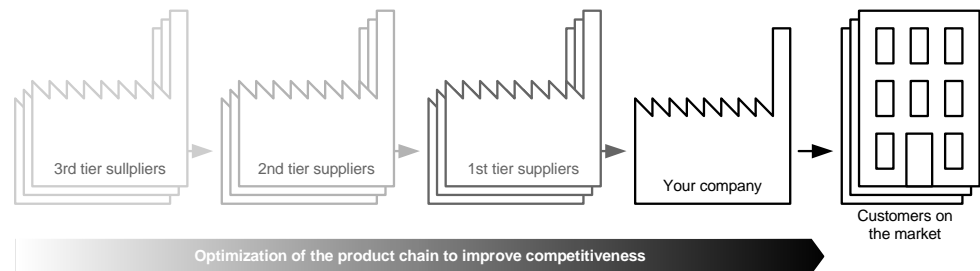 3rd tier sullpliers
2nd tier suppliers
1st tier suppliers
Your company
Customers on
the market
Optimization of the product chain to improve competitiveness